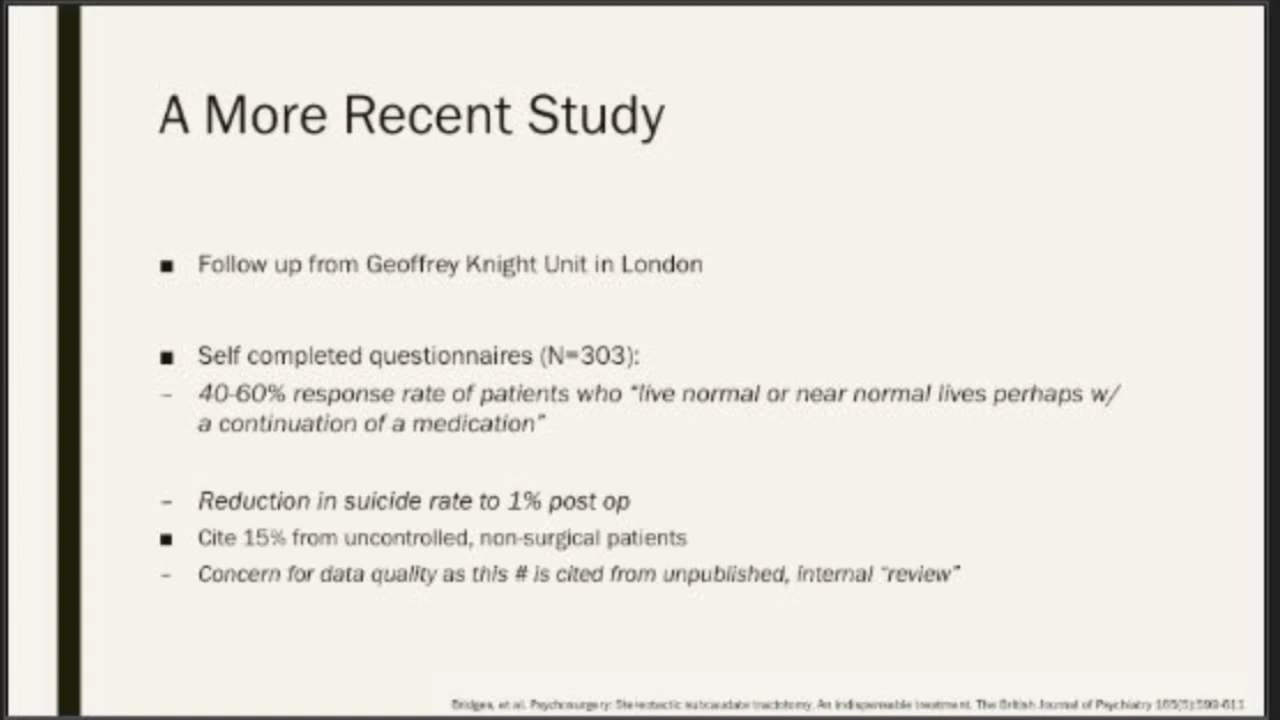 A More Recent Study
■ Follow up from Geoffrey Knight Unit in London
■ Self completed questionnaires (N=303):
– 40-60% response rate of patients who “live normal or near normal lives perhaps w/
a continuation of a medication”
– Reduction in suicide rate to 1% post op
■ Cite 15% from uncontrolled, non-surgical patients
– Concern for data quality as this # is cited from unpublished, internal “review”
Bridges, et al. Psychosurgery: Stereotactic subcaudate tractotomy. An indispensable treatment. The British Journal of Psychiatry 165(5):599-611